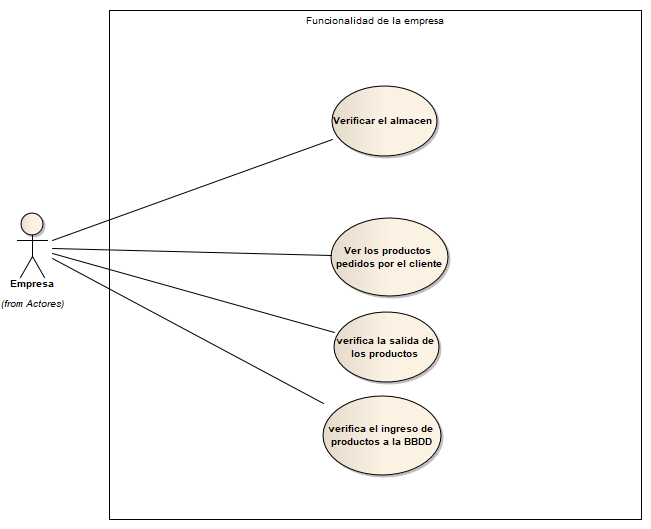 Funcionalidad de la empresa
Verificar el almacen
Ver los productos
pedidos por el cliente
Empresa
(from Actores)
verifica la salida de
los productos
verifica el ingreso de
productos a la BBDD